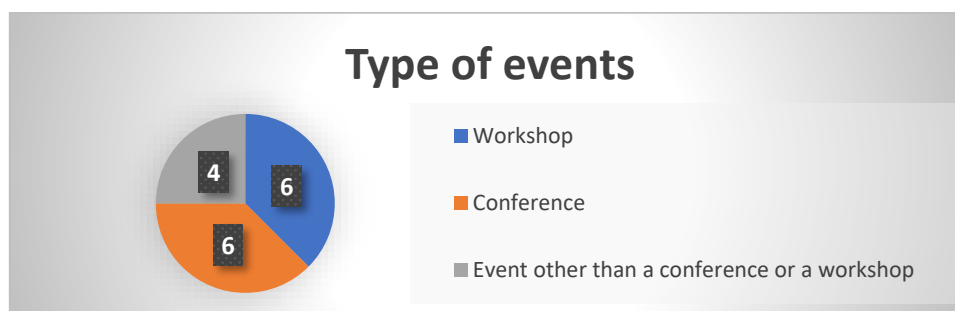 Type of events
4
6
6
Workshop
Conference
Event other than a conference or a workshop